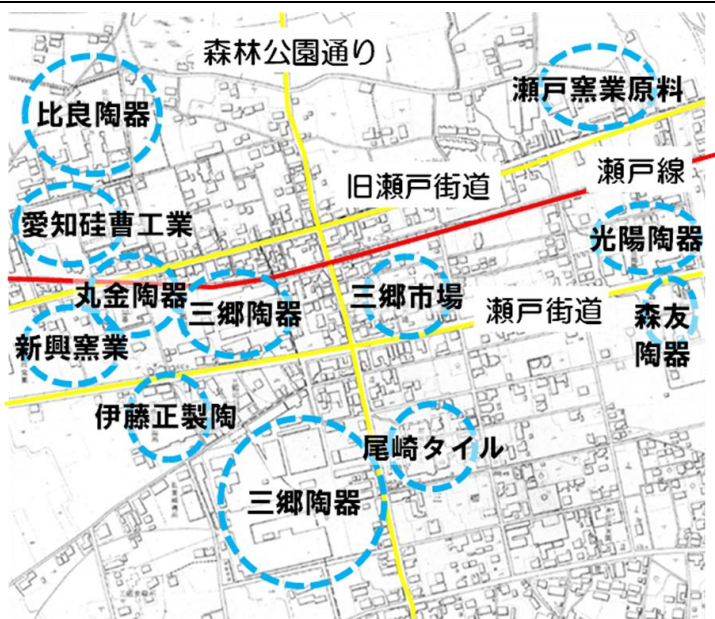 森林公園通り
比良陶器
瀬戸窯業原料
旧瀬戸街道
瀬戸線
愛知硅曹工業
光陽陶器
丸金陶器
三郷陶器
三郷市場
瀬戸街道
森友
陶器
新興窯業
伊藤正製陶
尾崎タイル
三郷陶器